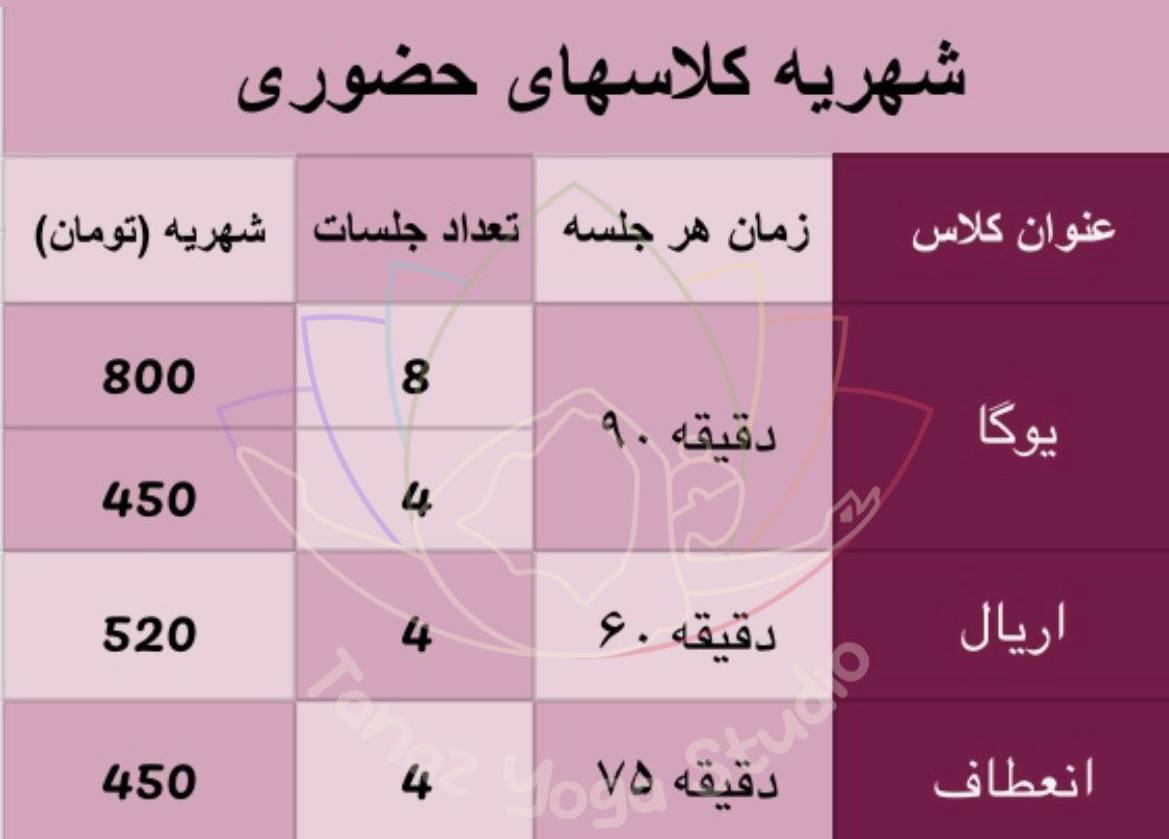 شهریه کلاسهای حضوری
عنوان کلاس زمان هر جلسه تعداد جلسات شهریه (تومان)
یوگا دقیقه ۹۰ 8 800
4 450
اریال دقیقه ۶۰ 4 520
انعطاف دقیقه ۷۵ 4 450
Tanaz Yoga Studio